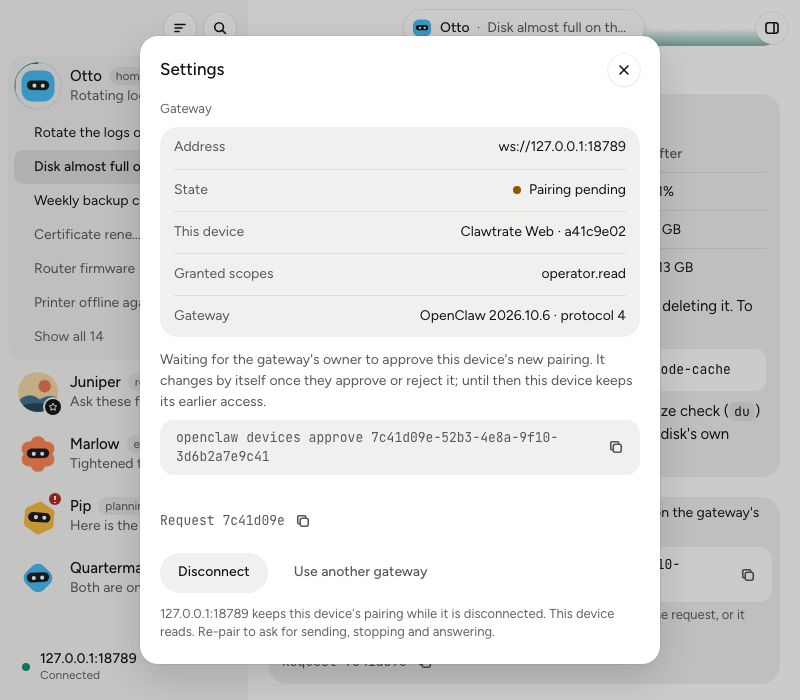 Otto · Disk almost full on th...
Otto
Rotating
Rotate the logs
Disk almost full
Weekly backup
Certificate rene...
Router firmware
Printer offline
Show all 14
Juniper
Ask these
Marlow
Tightened
Pip
Here is the
Both are
127.0.0.1:18789
Connected
Settings
Gateway
Address ws://127.0.0.1:18789
State Pairing pending
This device Clawtrate Web · a41c9e02
Granted scopes operator.read
Gateway OpenClaw 2026.10.6 · protocol 4
Waiting for the gateway's owner to approve this device's new pairing. It
changes by itself once they approve or reject it; until then this device keeps
its earlier access.
openclaw devices approve 7c41d09e-52b3-4e8a-9f10-
3d6b2a7e9c41
Request 7c41d09e
Disconnect Use another gateway
127.0.0.1:18789 keeps this device's pairing while it is disconnected. This device
reads. Re-pair to ask for sending, stopping and answering.
GB
13 GB
deleting it. To
ode-cache
ze check ( du )
disk's own
on the gateway's
10-
e request, or it